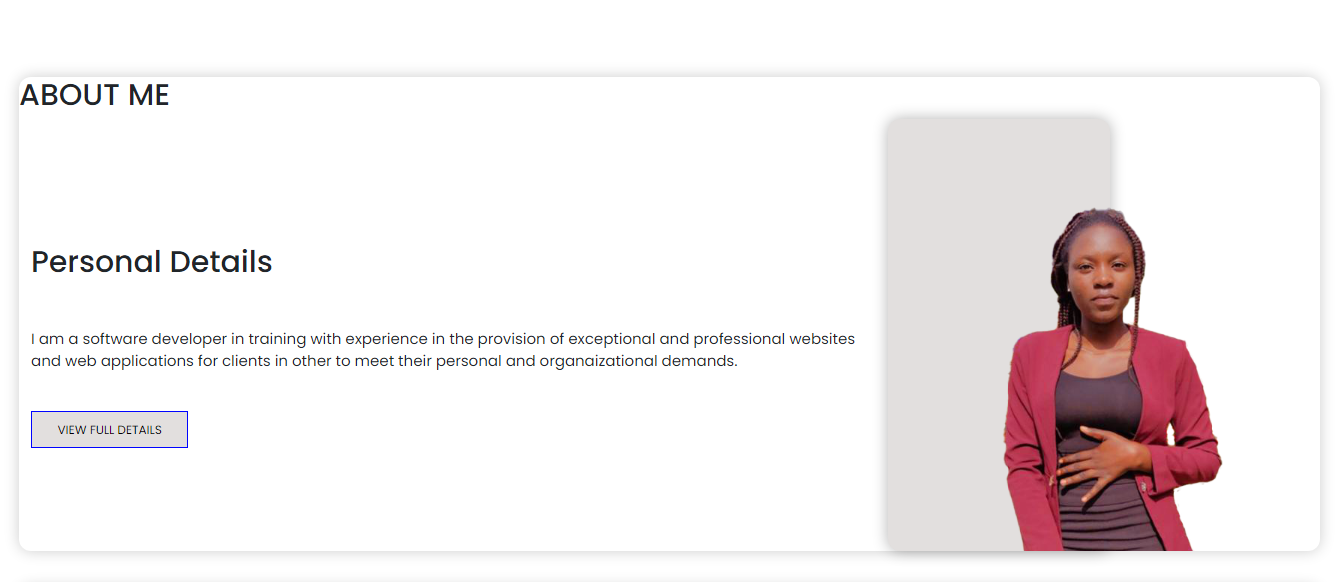 ABOUT ME
Personal Details
I am a software developer in training with experience in the provision of exceptional and professional websites
and web applications for clients in other to meet their personal and organaizational demands.
VIEW FULL DETAILS